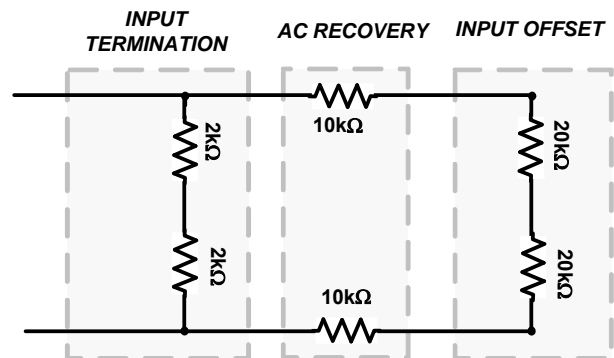 INPUT
TERMINATION
AC RECOVERY
INPUT OFFSET
2kΩ
2kΩ
10kΩ
10kΩ
20kΩ
20kΩ